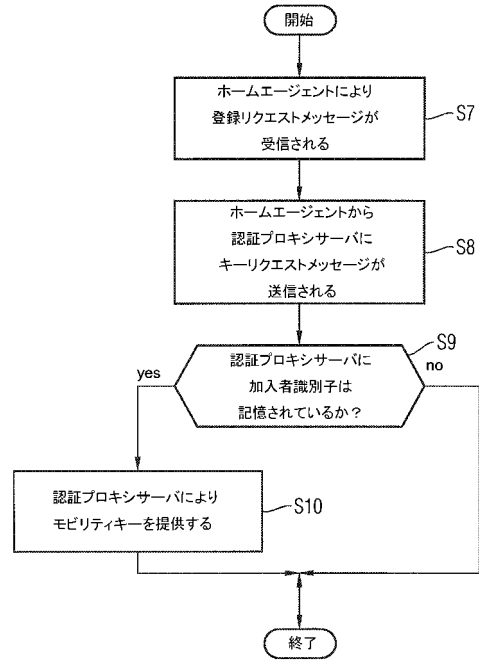 開始
ホームエージェントにより
登録リクエストメッセージが
受信される
S7
ホームエージェントから
認証プロキシサーバに
キーリクエストメッセージが
送信される
S8
S9
認証プロキシサーバに
加入者識別子は
記憶されているか？
yes
no
認証プロキシサーバにより
モビリティキーを提供する
S10
終了